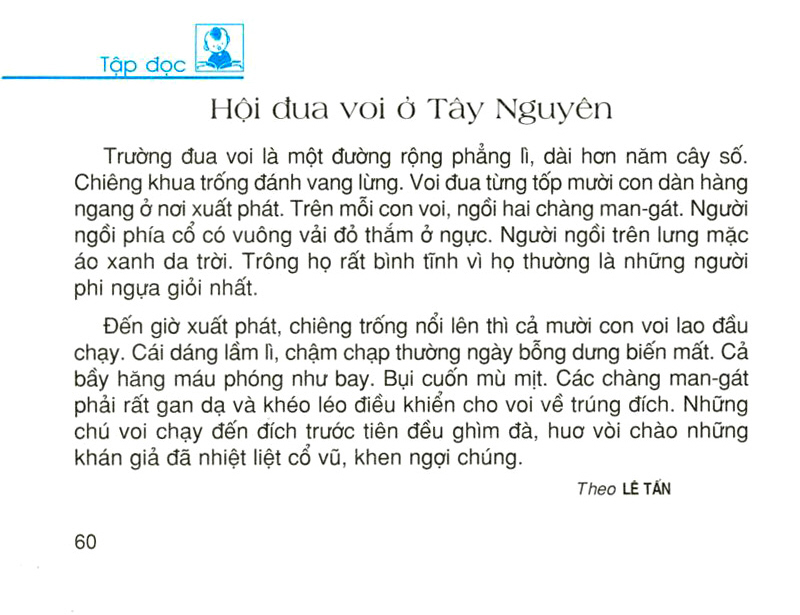 Tập đọc
Hội đua voi ở Tây Nguyên
Trường đua voi là một đường rộng phẳng lì, dài hơn năm cây số.
Chiêng khua trống đánh vang lừng. Voi đua từng tốp mười con dàn hàng
ngang ở nơi xuất phát. Trên mỗi con voi, ngồi hai chàng man-gát. Người
ngồi phía cổ có vuông vải đỏ thắm ở ngực. Người ngồi trên lưng mặc
áo xanh da trời. Trông họ rất bình tĩnh vì họ thường là những người
phi ngựa giỏi nhất.
Đến giờ xuất phát, chiêng trống nổi lên thì cả mười con voi lao đầu
chạy. Cái dáng lầm lì, chậm chạp thường ngày bỗng dưng biến mất. Cả
bầy hăng máu phóng như bay. Bụi cuốn mù mịt. Các chàng man-gát
phải rất gan dạ và khéo léo điều khiển cho voi về trúng đích. Những
chú voi chạy đến đích trước tiên đều ghìm đà, huơ vòi chào những
khán giả đã nhiệt liệt cổ vũ, khen ngợi chúng.
Theo LÊ TẤN
60